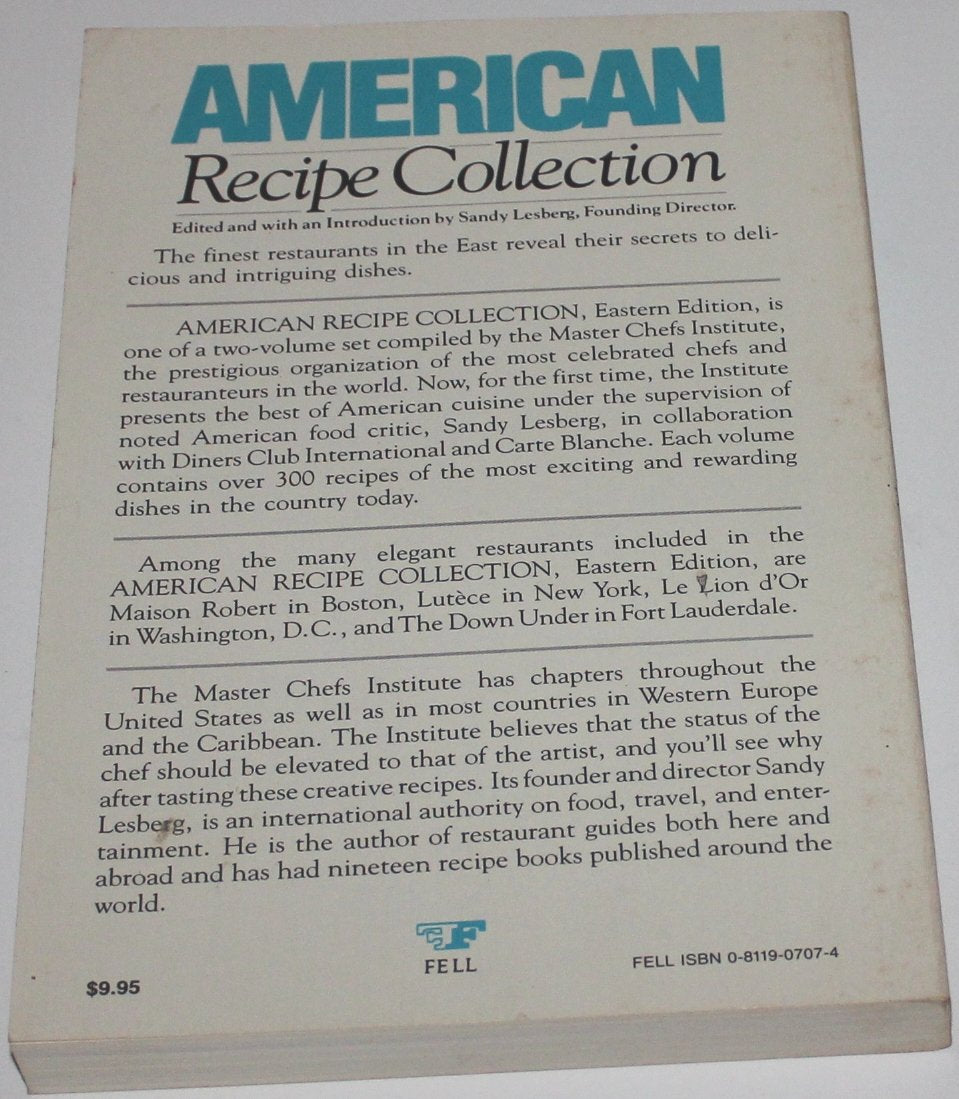 AMERICAN
Recipe Collection
Edited and with an Introduction by Sandy Lesberg, Founding Director.
The finest restaurants in the East reveal their secrets to deli-
cious and intriguing dishes.
AMERICAN RECIPE COLLECTION, Eastern Edition, is
one of a two-volume set compiled by the Master Chefs Institute,
the prestigious organization of the most celebrated chefs and
restauranteurs in the world. Now, for the first time, the Institute
presents the best of American cuisine under the supervision of
noted American food critic, Sandy Lesberg, in collaboration
with Diners Club International and Carte Blanche. Each volume
contains over 300 recipes of the most exciting and rewarding
dishes in the country today.
Among the many elegant restaurants included in the
AMERICAN RECIPE COLLECTION, Eastern Edition, are
Maison Robert in Boston, Lutèce in New York, Le Lion d'Or
in Washington, D.C., and The Down Under in Fort Lauderdale.
The Master Chefs Institute has chapters throughout the
United States as well as in most countries in Western Europe
and the Caribbean. The Institute believes that the status of the
chef should be elevated to that of the artist, and you'll see why
after tasting these creative recipes. Its founder and director Sandy
Lesberg, is an international authority on food, travel, and enter-
tainment. He is the author of restaurant guides both here and
abroad and has had nineteen recipe books published around the
world.
FELL
FELL ISBN 0-8119-0707-4
$9.95